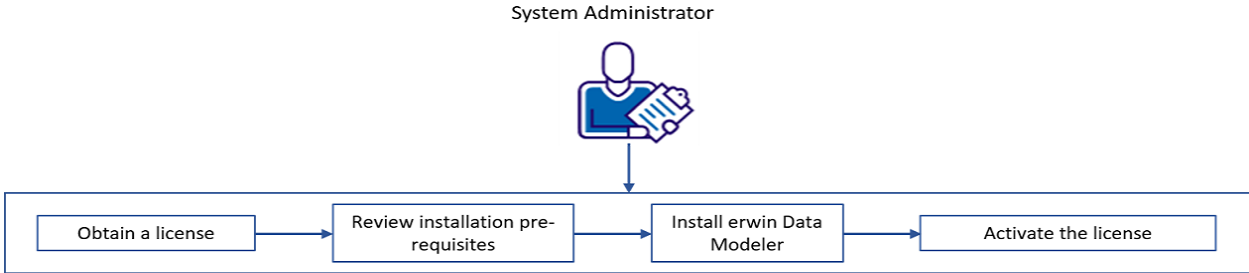 System Administrator
Obtain a license
Review installation pre-
requisites
Install erwin Data
Modeler
Activate the license